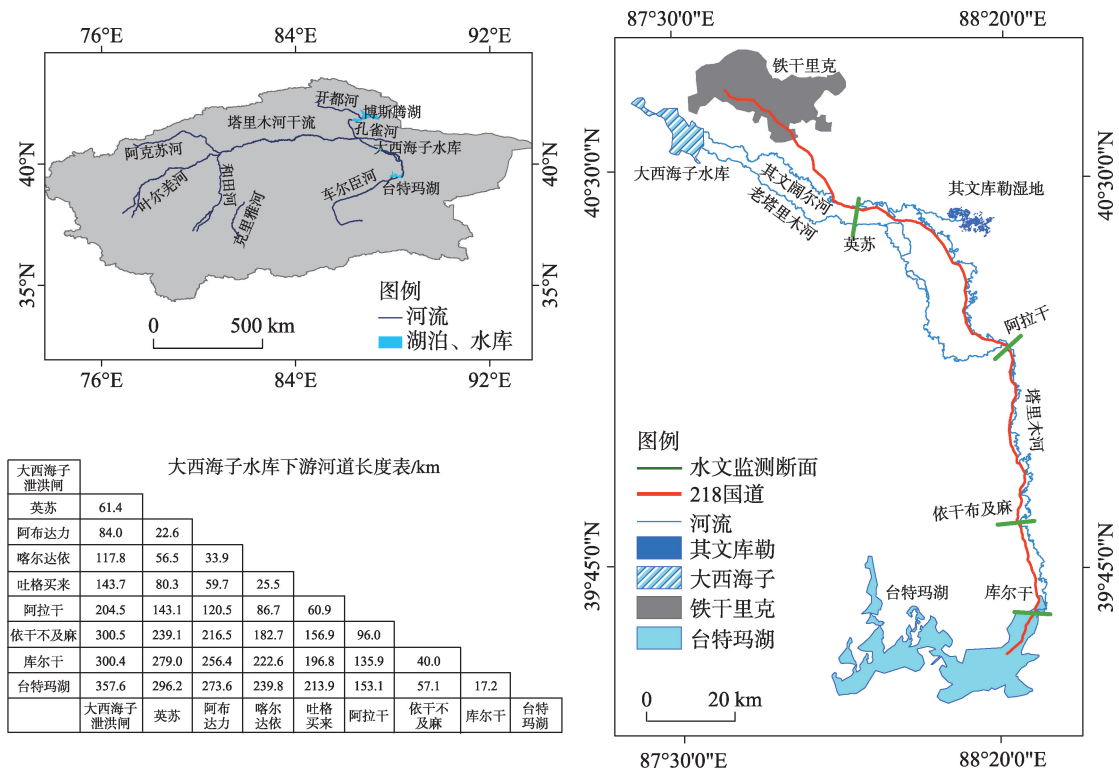 76°E 84°E 92°E
40°N
35°N
40°N
35°N
76°E 84°E 92°E
开都河
博斯腾湖
孔雀河
塔里木河干流
大西海子水库
阿克苏河
叶尔羌河
和田河
克里雅河
车尔臣河
台特玛湖
图例
河流
湖泊、水库
0 500 km
大西海子水库下游河道长度表/km
大西海子
泄洪闸
英苏 61.4
阿布达力 84.0 22.6
喀尔达依 117.8 56.5 33.9
吐格买来 143.7 80.3 59.7 25.5
阿拉干 204.5 143.1 120.5 86.7 60.9
依干不及麻 300.5 239.1 216.5 182.7 156.9 96.0
库尔干 300.4 279.0 256.4 222.6 196.8 135.9 40.0
台特玛湖 357.6 296.2 273.6 239.8 213.9 153.1 57.1 17.2
大西海子 英苏 阿布 喀尔 吐格 阿拉干 依干不 库尔干 台特
泄洪闸 达力 达依 买来 及麻 玛湖
87°30'0"E 88°20'0"E
40°30'0"N
39°45'0"N
40°30'0"N
39°45'0"N
87°30'0"E 88°20'0"E
铁干里克
大西海子水库
其文阔尔河
老塔里木河
英苏
其文库勒湿地
阿拉干
塔里木河
依干布及麻
库尔干
台特玛湖
图例
水文监测断面
218国道
河流
其文库勒
大西海子
铁干里克
台特玛湖
0 20 km